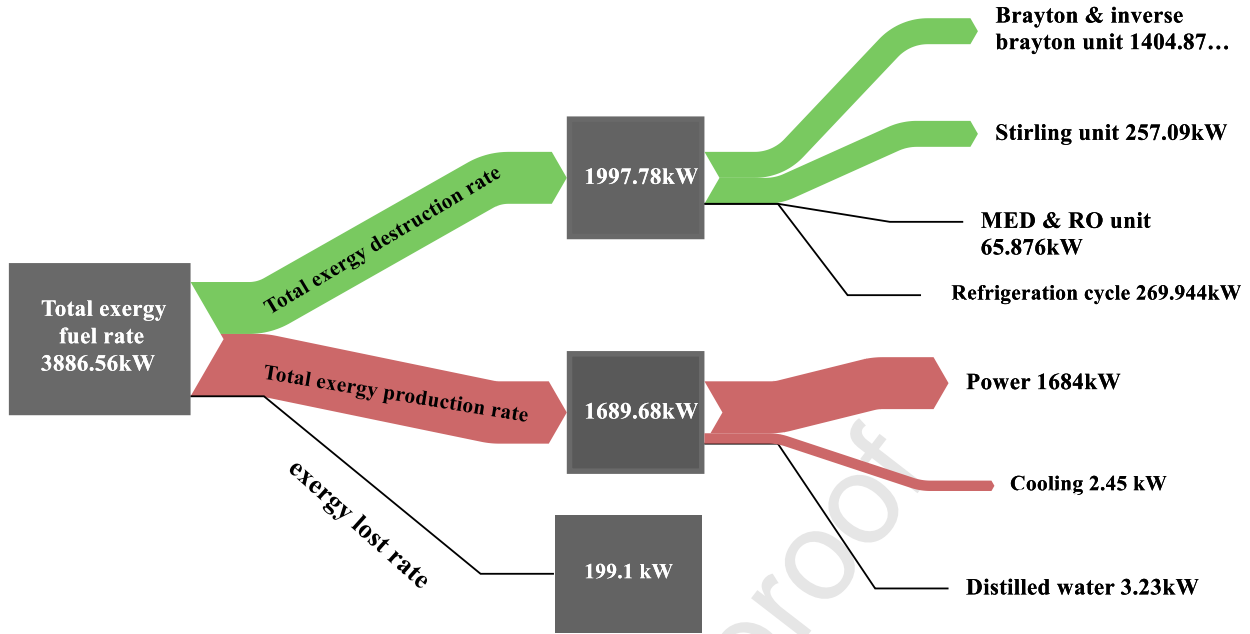 Brayton & inverse
brayton unit 1404.87…
Stirling unit 257.09kW
1997.78kW
Total exergy destruction rate
MED & RO unit
65.876kW
Refrigeration cycle 269.944kW
Total exergy
fuel rate
3886.56kW
Total exergy production rate
1689.68kW
Power 1684kW
Cooling 2.45 kW
exergy lost rate
199.1 kW
Distilled water 3.23kW
proof